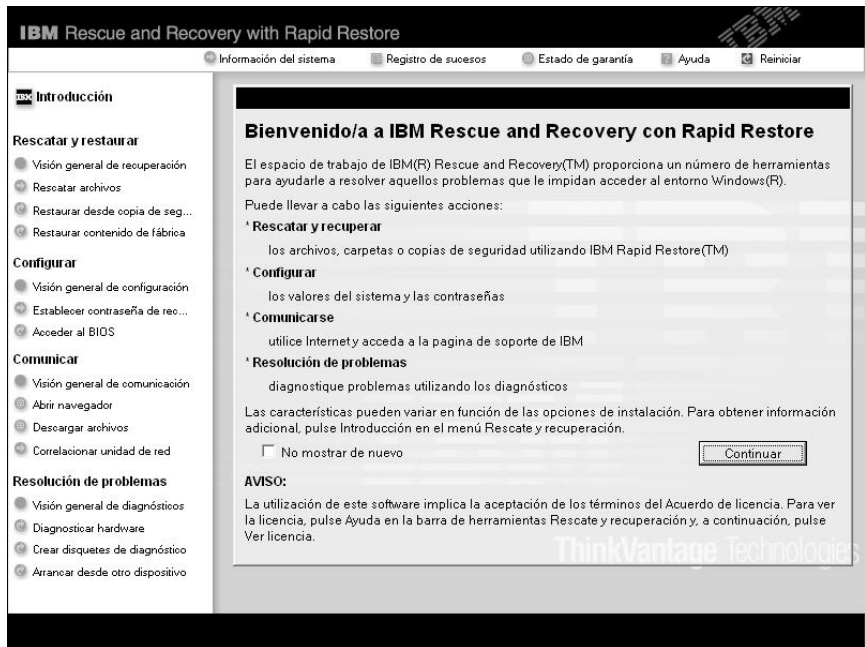 IBM Rescue and Recovery with Rapid Restore
IBM
Información del sistema
Registro de sucesos
Estado de garantía
Ayuda
Reiniciar
IBM Introducción
Rescatar y restaurar
Visión general de recuperación
Rescatar archivos
Restaurar desde copia de seg...
Restaurar contenido de fábrica
Configurar
Visión general de configuración
Establecer contraseña de rec...
Acceder al BIOS
Comunicar
Visión general de comunicación
Abrir navegador
Descargar archivos
Correlacionar unidad de red
Resolución de problemas
Visión general de diagnósticos
Diagnosticar hardware
Crear disquetes de diagnóstico
Arrancar desde otro dispositivo
Bienvenido/a a IBM Rescue and Recovery con Rapid Restore
El espacio de trabajo de IBM(R) Rescue and Recovery(TM) proporciona un número de herramientas
para ayudarle a resolver aquellos problemas que le impidan acceder al entorno Windows(R).
Puede llevar a cabo las siguientes acciones:
* Rescatar y recuperar
los archivos, carpetas o copias de seguridad utilizando IBM Rapid Restore(TM)
* Configurar
los valores del sistema y las contraseñas
* Comunicarse
utilice Internet y acceda a la pagina de soporte de IBM
* Resolución de problemas
diagnostique problemas utilizando los diagnósticos
Las características pueden variar en función de las opciones de instalación. Para obtener información
adicional, pulse Introducción en el menú Rescate y recuperación.
No mostrar de nuevo
Continuar
AVISO:
La utilización de este software implica la aceptación de los términos del Acuerdo de licencia. Para ver
la licencia, pulse Ayuda en la barra de herramientas Rescate y recuperación y, a continuación, pulse
Ver licencia.
ThinkVantage Technologies